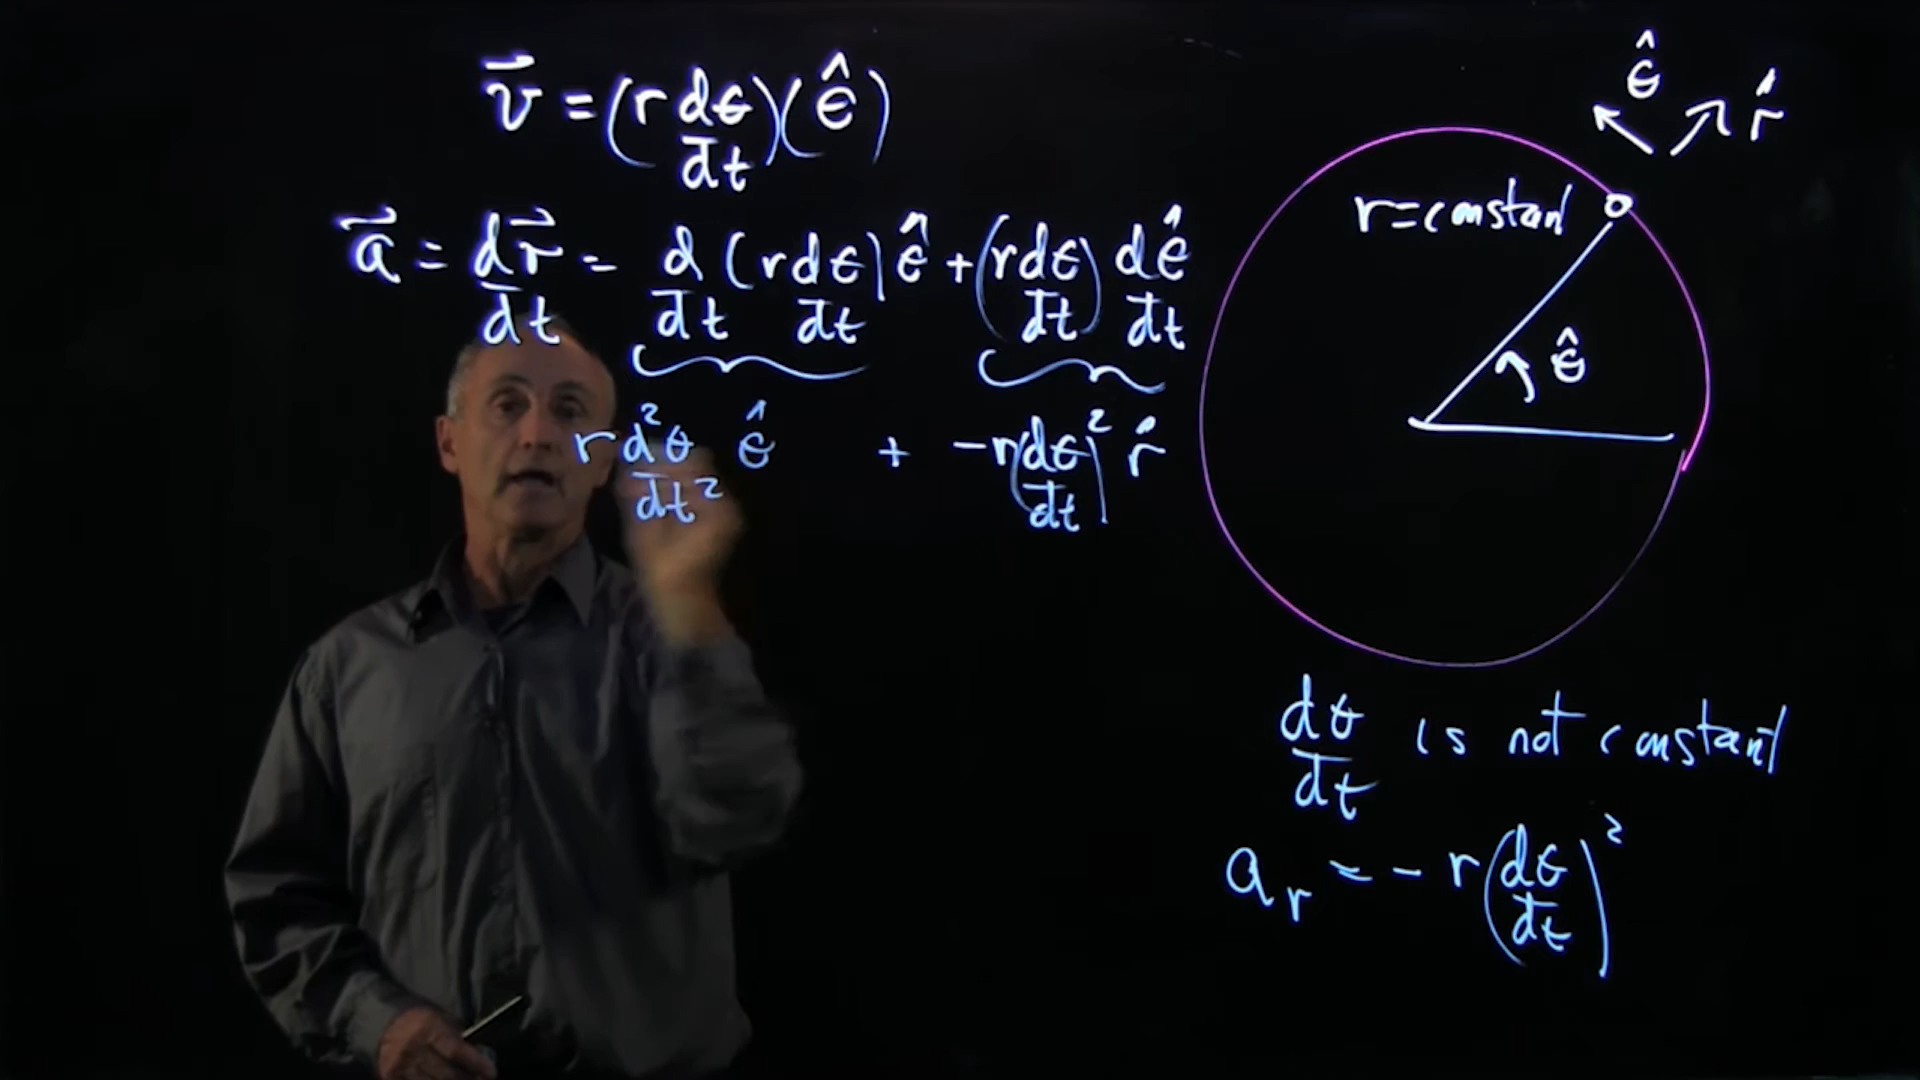 v⃗ = (r dθ/dt)(θ̂)
a⃗ = dr⃗/dt = d/dt (r dθ/dt) θ̂ + (r dθ/dt) dθ̂/dt
r d²θ/dt² θ̂ + -r(dθ/dt)² r̂
θ̂ r̂
r=constant
θ̂
dθ/dt is not constant
a_r = - r (dθ/dt)²